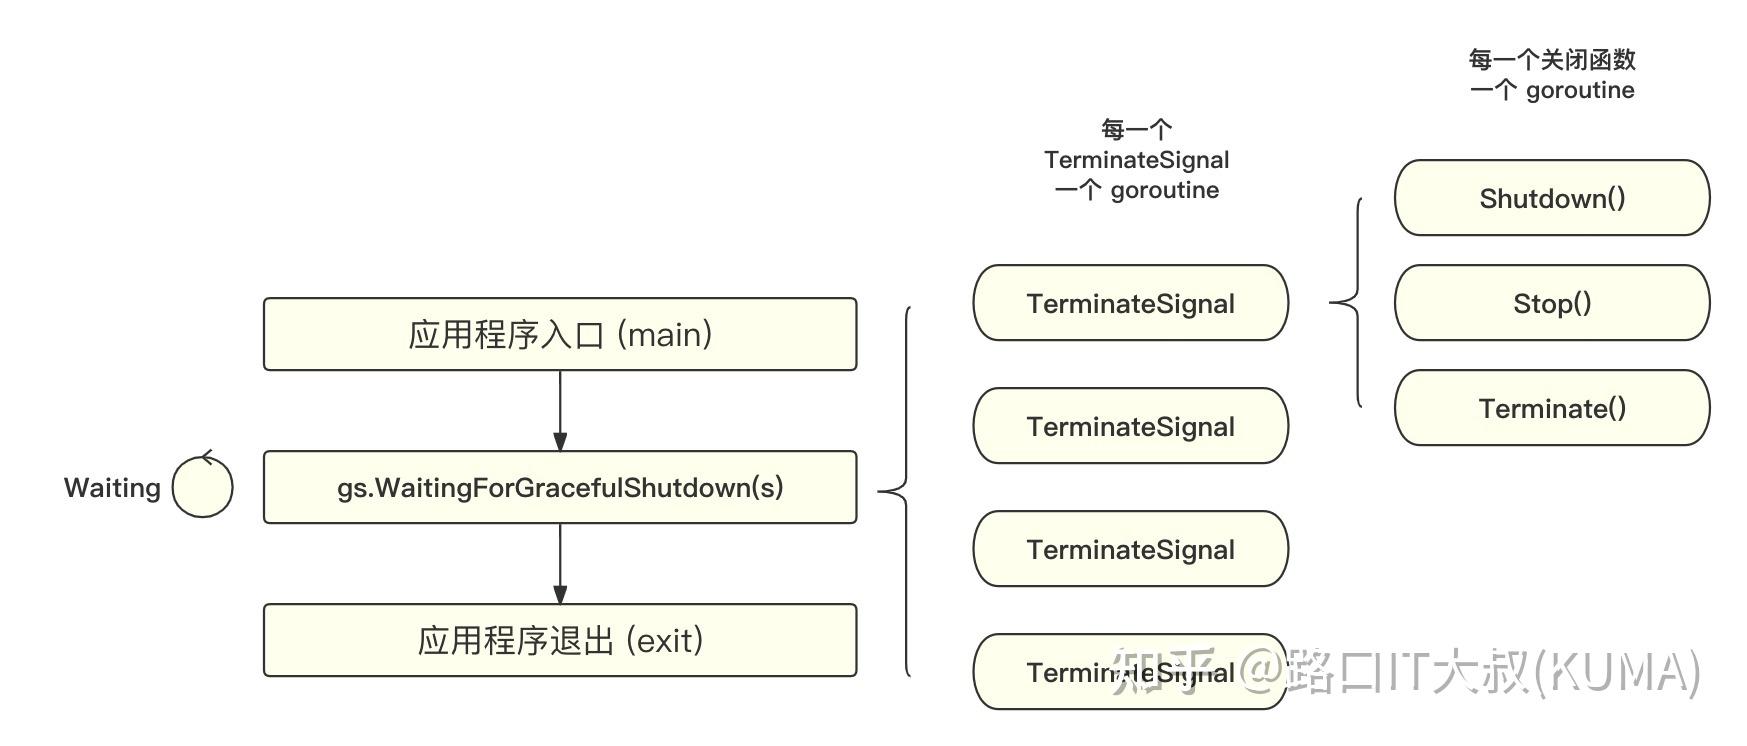 每一个关闭函数
一个 goroutine
每一个
TerminateSignal
一个 goroutine
Shutdown()
TerminateSignal
Stop()
应用程序入口 (main)
Terminate()
TerminateSignal
Waiting
gs.WaitingForGracefulShutdown(s)
TerminateSignal
应用程序退出 (exit)
TerminateSignal
知乎 @路口IT大叔(KUMA)